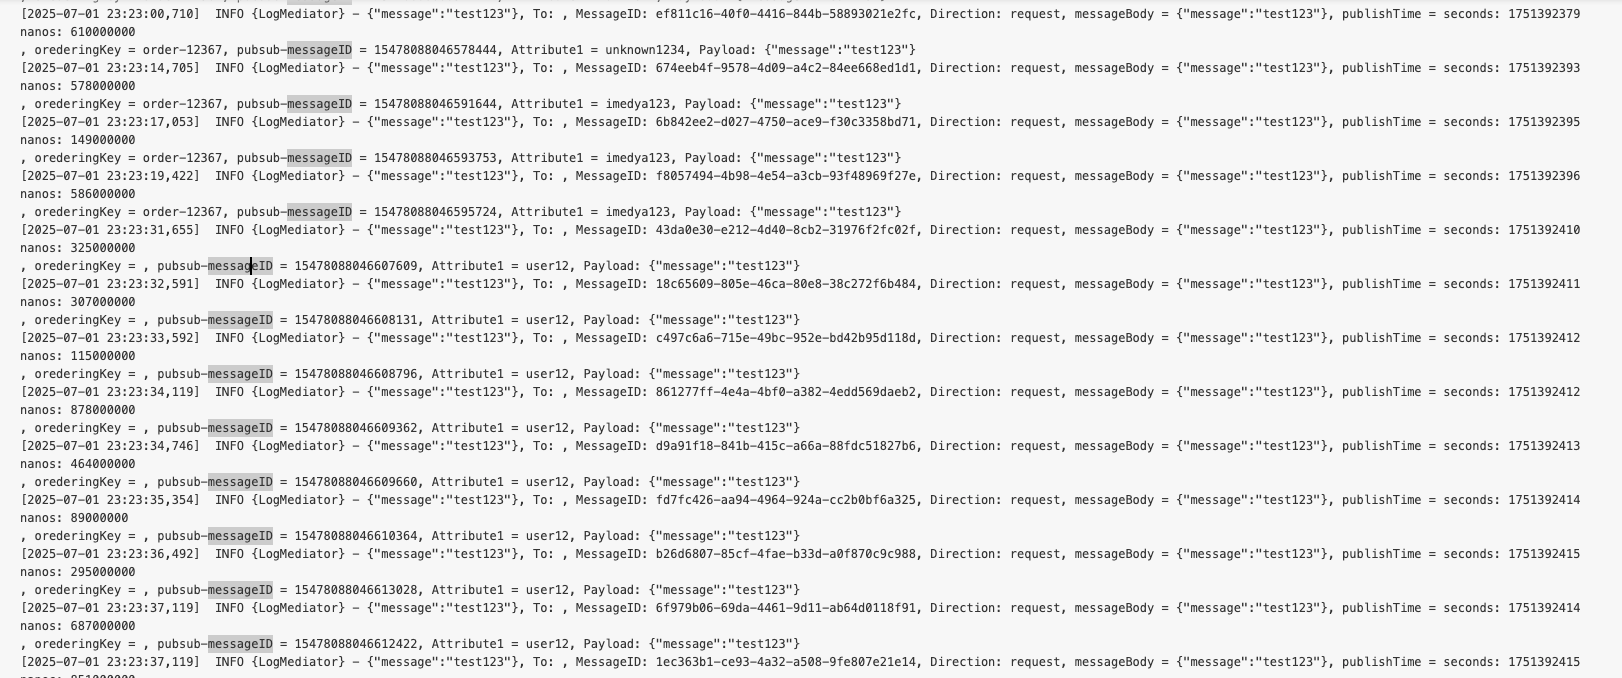 [2025-07-01 23:23:00,710]  INFO {LogMediator} – {"message":"test123"}, To: , MessageID: ef811c16-40f0-4416-844b-58893021e2fc, Direction: request, messageBody = {"message":"test123"}, publishTime = seconds: 1751392379
nanos: 610000000
, orederingKey = order-12367, pubsub-messageID = 15478088046578444, Attribute1 = unknown1234, Payload: {"message":"test123"}
[2025-07-01 23:23:14,705]  INFO {LogMediator} – {"message":"test123"}, To: , MessageID: 674eeb4f-9578-4d09-a4c2-84ee668ed1d1, Direction: request, messageBody = {"message":"test123"}, publishTime = seconds: 1751392393
nanos: 578000000
, orederingKey = order-12367, pubsub-messageID = 15478088046591644, Attribute1 = imedya123, Payload: {"message":"test123"}
[2025-07-01 23:23:17,053]  INFO {LogMediator} – {"message":"test123"}, To: , MessageID: 6b842ee2-d027-4750-ace9-f30c3358bd71, Direction: request, messageBody = {"message":"test123"}, publishTime = seconds: 1751392395
nanos: 149000000
, orederingKey = order-12367, pubsub-messageID = 15478088046593753, Attribute1 = imedya123, Payload: {"message":"test123"}
[2025-07-01 23:23:19,422]  INFO {LogMediator} – {"message":"test123"}, To: , MessageID: f8057494-4b98-4e54-a3cb-93f48969f27e, Direction: request, messageBody = {"message":"test123"}, publishTime = seconds: 1751392396
nanos: 586000000
, orederingKey = order-12367, pubsub-messageID = 15478088046595724, Attribute1 = imedya123, Payload: {"message":"test123"}
[2025-07-01 23:23:31,655]  INFO {LogMediator} – {"message":"test123"}, To: , MessageID: 43da0e30-e212-4d40-8cb2-31976f2fc02f, Direction: request, messageBody = {"message":"test123"}, publishTime = seconds: 1751392410
nanos: 325000000
, orederingKey = , pubsub-messageID = 15478088046607609, Attribute1 = user12, Payload: {"message":"test123"}
[2025-07-01 23:23:32,591]  INFO {LogMediator} – {"message":"test123"}, To: , MessageID: 18c65609-805e-46ca-80e8-38c272f6b484, Direction: request, messageBody = {"message":"test123"}, publishTime = seconds: 1751392411
nanos: 307000000
, orederingKey = , pubsub-messageID = 15478088046608131, Attribute1 = user12, Payload: {"message":"test123"}
[2025-07-01 23:23:33,592]  INFO {LogMediator} – {"message":"test123"}, To: , MessageID: c497c6a6-715e-49bc-952e-bd42b95d118d, Direction: request, messageBody = {"message":"test123"}, publishTime = seconds: 1751392412
nanos: 115000000
, orederingKey = , pubsub-messageID = 15478088046608796, Attribute1 = user12, Payload: {"message":"test123"}
[2025-07-01 23:23:34,119]  INFO {LogMediator} – {"message":"test123"}, To: , MessageID: 861277ff-4e4a-4bf0-a382-4edd569daeb2, Direction: request, messageBody = {"message":"test123"}, publishTime = seconds: 1751392412
nanos: 878000000
, orederingKey = , pubsub-messageID = 15478088046609362, Attribute1 = user12, Payload: {"message":"test123"}
[2025-07-01 23:23:34,746]  INFO {LogMediator} – {"message":"test123"}, To: , MessageID: d9a91f18-841b-415c-a66a-88fdc51827b6, Direction: request, messageBody = {"message":"test123"}, publishTime = seconds: 1751392413
nanos: 464000000
, orederingKey = , pubsub-messageID = 15478088046609660, Attribute1 = user12, Payload: {"message":"test123"}
[2025-07-01 23:23:35,354]  INFO {LogMediator} – {"message":"test123"}, To: , MessageID: fd7fc426-aa94-4964-924a-cc2b0bf6a325, Direction: request, messageBody = {"message":"test123"}, publishTime = seconds: 1751392414
nanos: 89000000
, orederingKey = , pubsub-messageID = 15478088046610364, Attribute1 = user12, Payload: {"message":"test123"}
[2025-07-01 23:23:36,492]  INFO {LogMediator} – {"message":"test123"}, To: , MessageID: b26d6807-85cf-4fae-b33d-a0f870c9c988, Direction: request, messageBody = {"message":"test123"}, publishTime = seconds: 1751392415
nanos: 295000000
, orederingKey = , pubsub-messageID = 15478088046613028, Attribute1 = user12, Payload: {"message":"test123"}
[2025-07-01 23:23:37,119]  INFO {LogMediator} – {"message":"test123"}, To: , MessageID: 6f979b06-69da-4461-9d11-ab64d0118f91, Direction: request, messageBody = {"message":"test123"}, publishTime = seconds: 1751392414
nanos: 687000000
, orederingKey = , pubsub-messageID = 15478088046612422, Attribute1 = user12, Payload: {"message":"test123"}
[2025-07-01 23:23:37,119]  INFO {LogMediator} – {"message":"test123"}, To: , MessageID: 1ec363b1-ce93-4a32-a508-9fe807e21e14, Direction: request, messageBody = {"message":"test123"}, publishTime = seconds: 1751392415